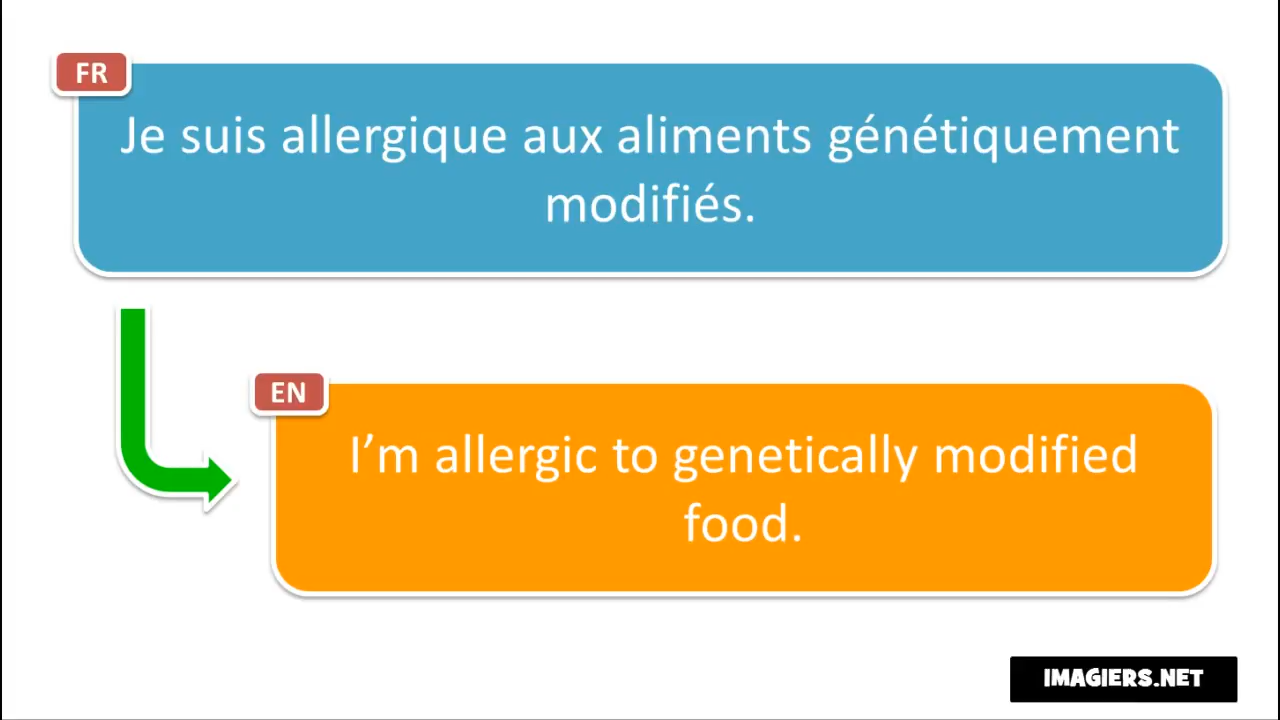 FR
Je suis allergique aux aliments génétiquement
modifiés.
EN
I’m allergic to genetically modified
food.
IMAGIERS.NET